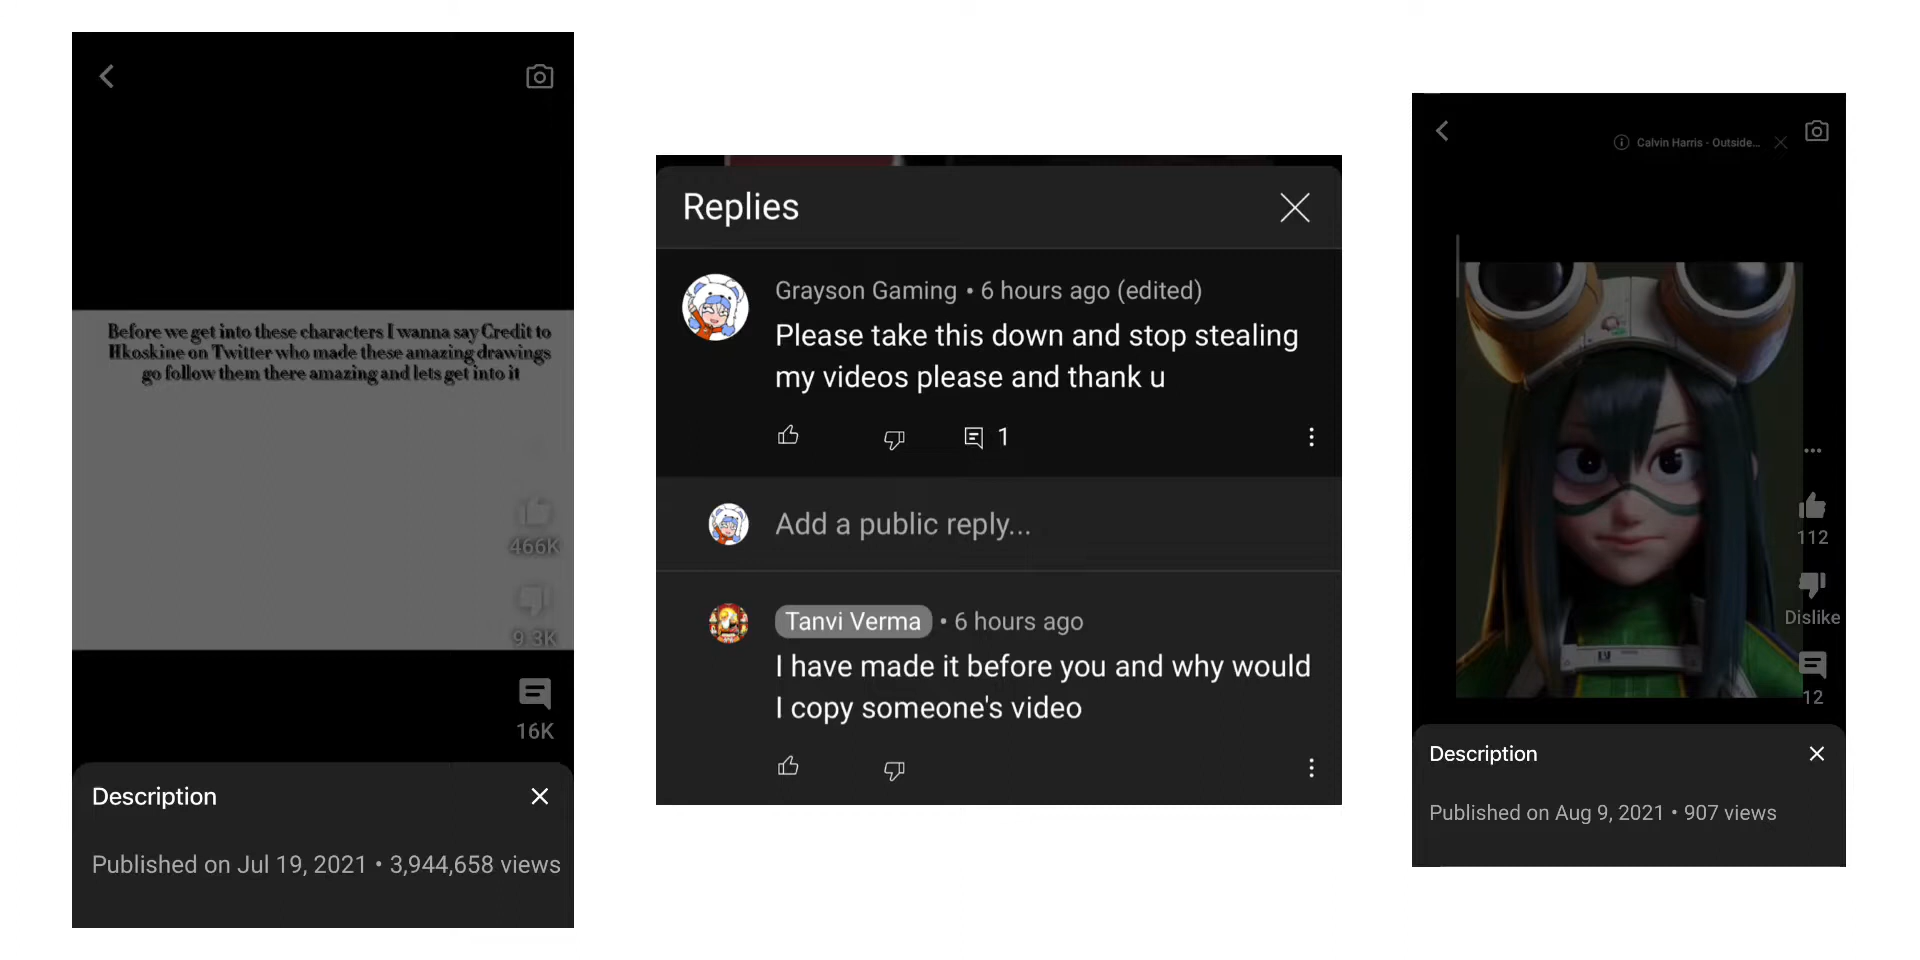 Before we get into these characters I wanna say Credit to
Hkoskine on Twitter who made these amazing drawings
go follow them there amazing and lets get into it
466K
9.3K
16K
Description
Published on Jul 19, 2021 • 3,944,658 views
Replies
Grayson Gaming • 6 hours ago (edited)
Please take this down and stop stealing
my videos please and thank u
1
Add a public reply...
Tanvi Verma • 6 hours ago
I have made it before you and why would
I copy someone's video
Calvin Harris - Outside...
112
Dislike
12
Description
Published on Aug 9, 2021 • 907 views